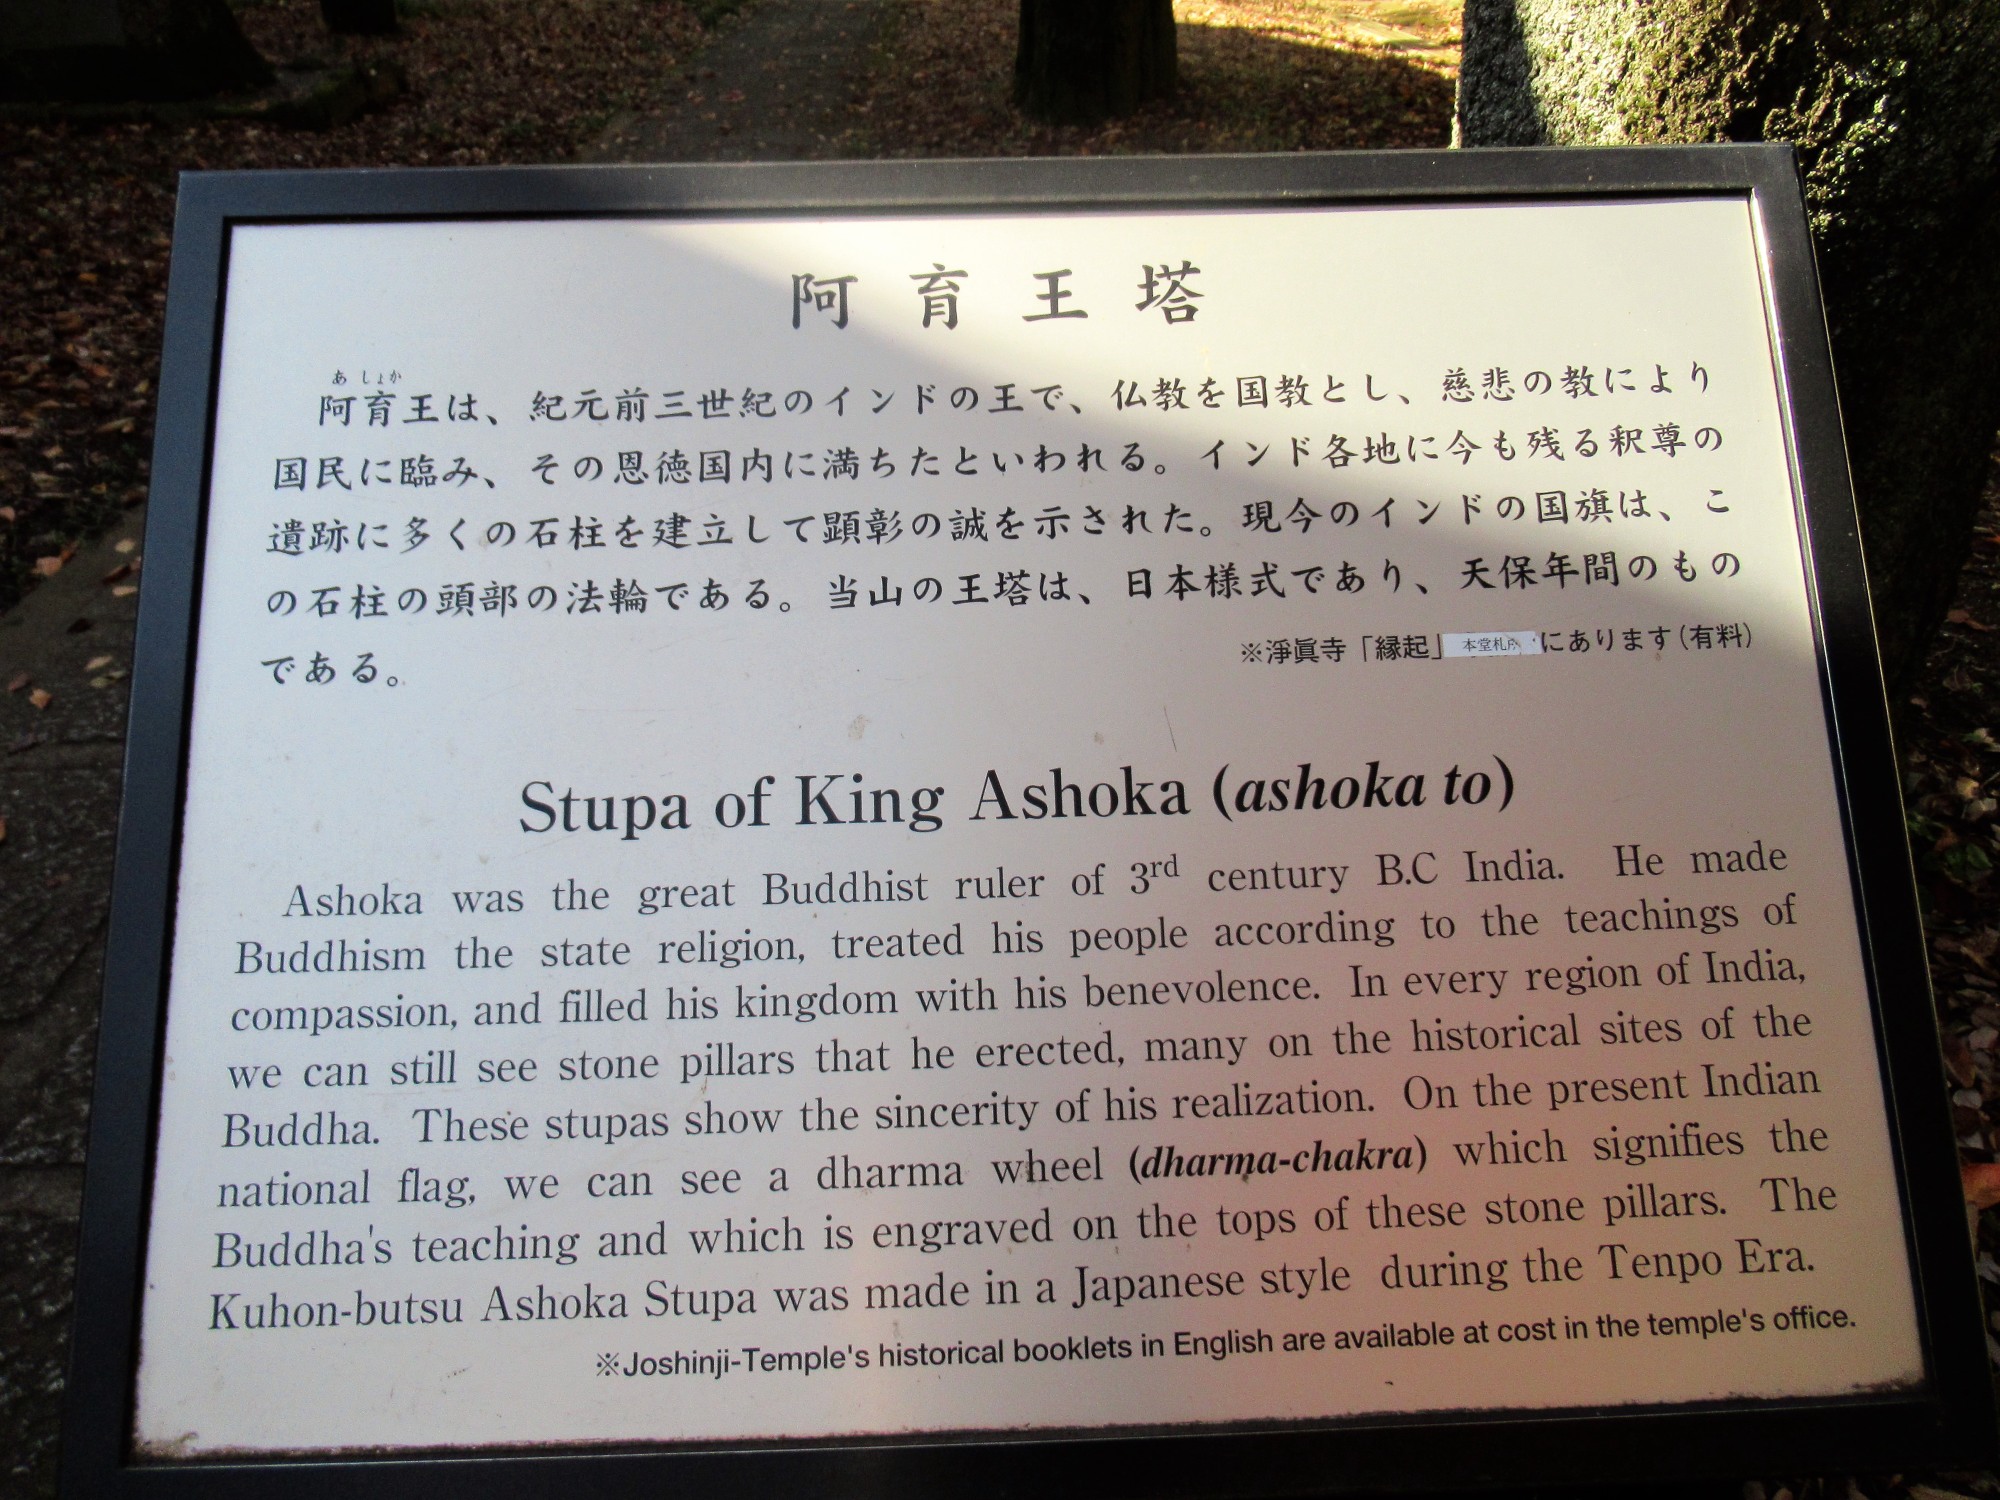 阿育王塔
あしょか
阿育王は、紀元前三世紀のインドの王で、仏教を国教とし、慈悲の教により
国民に臨み、その恩徳国内に満ちたといわれる。インド各地に今も残る釈尊の
遺跡に多くの石柱を建立して顕彰の誠を示された。現今のインドの国旗は、こ
の石柱の頭部の法輪である。当山の王塔は、日本様式であり、天保年間のもの
である。
※淨眞寺「縁起」本堂札所にあります(有料)
Stupa of King Ashoka (ashoka to)
Ashoka was the great Buddhist ruler of 3rd century B.C India. He made
Buddhism the state religion, treated his people according to the teachings of
compassion, and filled his kingdom with his benevolence. In every region of India,
we can still see stone pillars that he erected, many on the historical sites of the
Buddha. These stupas show the sincerity of his realization. On the present Indian
national flag, we can see a dharma wheel (dharma-chakra) which signifies the
Buddha's teaching and which is engraved on the tops of these stone pillars. The
Kuhon-butsu Ashoka Stupa was made in a Japanese style during the Tenpo Era.
※Joshinji-Temple's historical booklets in English are available at cost in the temple's office.